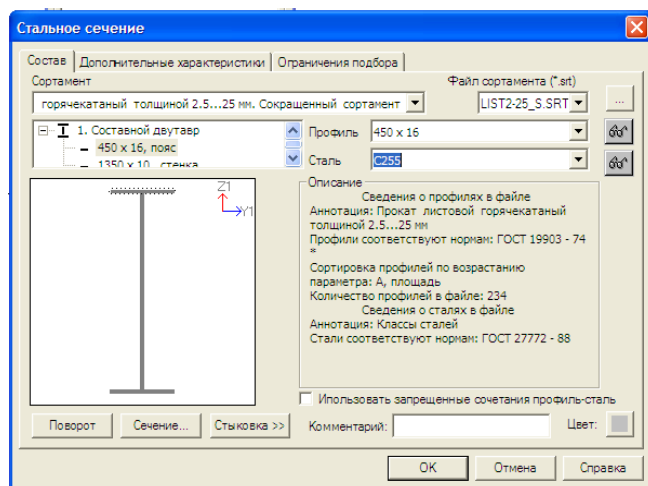 Стальное сечение
Состав
Дополнительные характеристики
Ограничения подбора
Сортамент
Файл сортамента (*.srt)
горячекатаный толщиной 2.5...25 мм. Сокращенный сортамент
LIST2-25_S.SRT
...
1. Составной двутавр
450 x 16, пояс
1350 x 10, стенка
Профиль
450 x 16
Сталь
C255
Описание
Сведения о профилях в файле
Аннотация: Прокат листовой горячекатаный
толщиной 2.5...25 мм
Профили соответствуют нормам: ГОСТ 19903 - 74
*
Сортировка профилей по возрастанию
параметра: A, площадь
Количество профилей в файле: 234
Сведения о сталях в файле
Аннотация: Классы сталей
Стали соответствуют нормам: ГОСТ 27772 - 88
Z1
Y1
Ипользовать запрещенные сочетания профиль-сталь
Поворот
Сечение...
Стыковка >>
Комментарий:
Цвет:
OK
Отмена
Справка